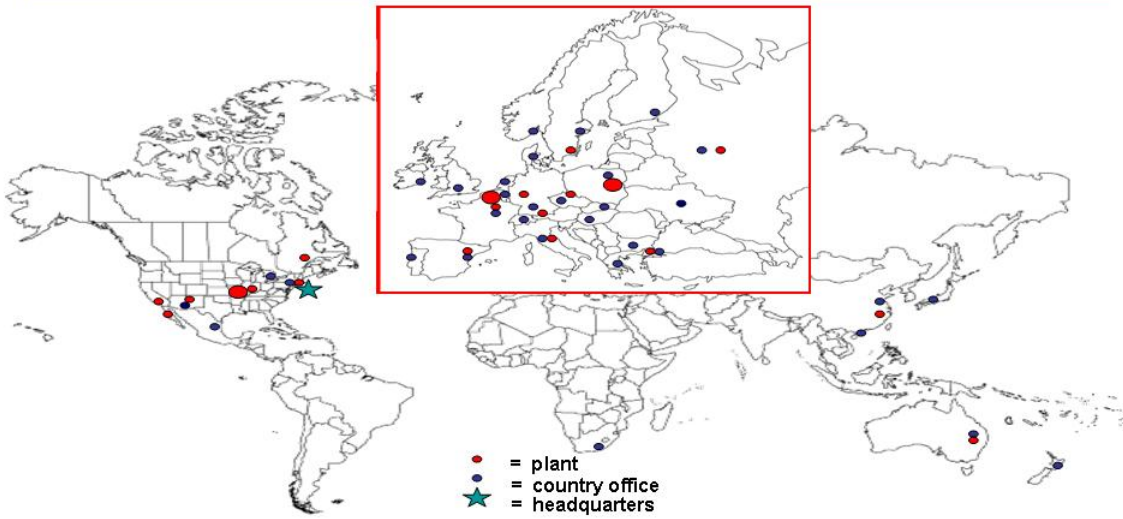 = plant
= country office
= headquarters